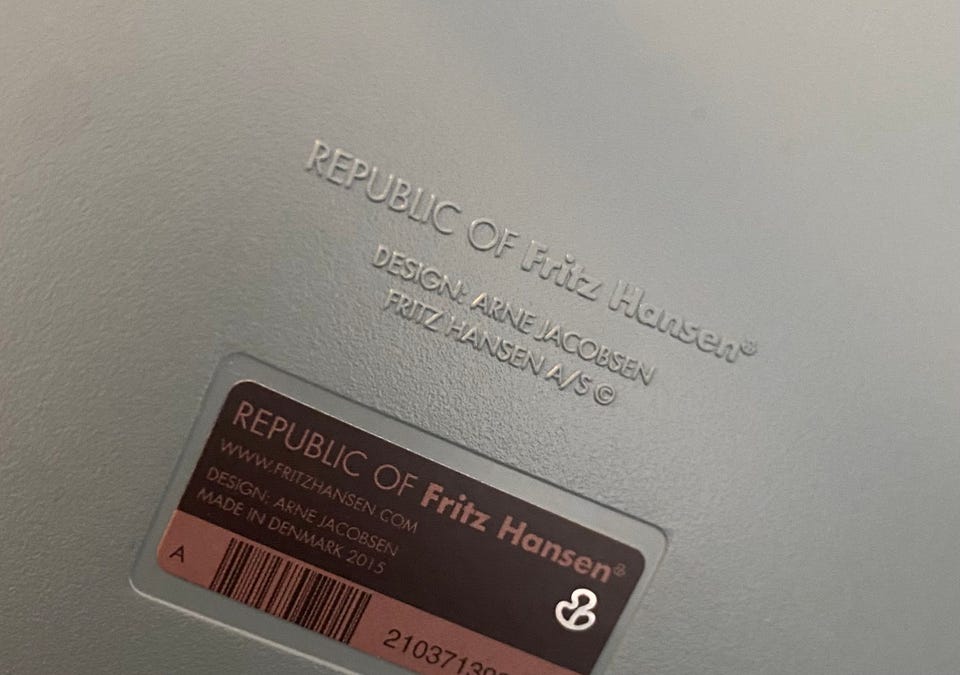 REPUBLIC OF Fritz Hansen®
DESIGN: ARNE JACOBSEN
FRITZ HANSEN A/S ©
REPUBLIC OF Fritz Hansen
WWW.FRITZHANSEN.COM
DESIGN: ARNE JACOBSEN
MADE IN DENMARK 2015
A